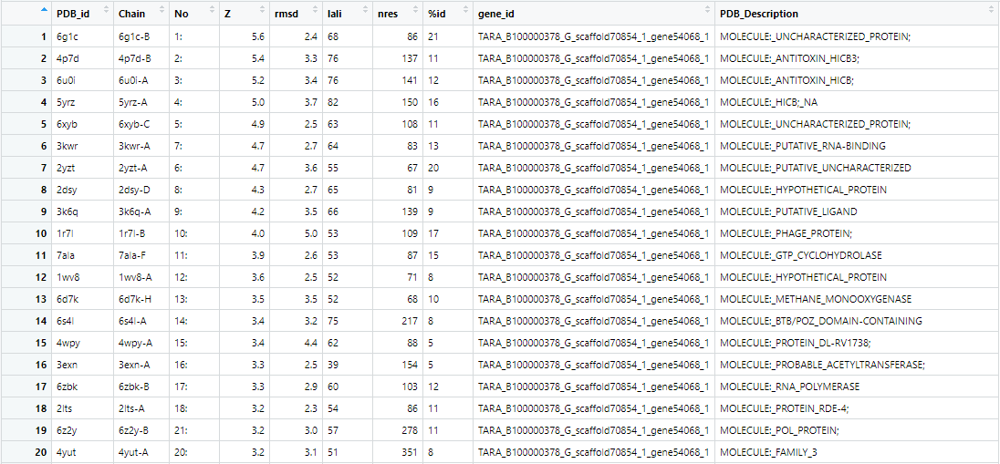 PDB_id Chain No Z rmsd lali nres %id gene_id PDB_Description
1 6g1c 6g1c-B 1: 5.6 2.4 68 86 21 TARA_B100000378_G_scaffold70854_1_gene54068_1 MOLECULE:_UNCHARACTERIZED_PROTEIN;
2 4p7d 4p7d-B 2: 5.4 3.3 76 137 11 TARA_B100000378_G_scaffold70854_1_gene54068_1 MOLECULE:_ANTITOXIN_HICB3;
3 6u0i 6u0i-A 3: 5.2 3.4 76 141 12 TARA_B100000378_G_scaffold70854_1_gene54068_1 MOLECULE:_ANTITOXIN_HICB;
4 5yrz 5yrz-A 4: 5.0 3.7 82 150 16 TARA_B100000378_G_scaffold70854_1_gene54068_1 MOLECULE:_HICB;_NA
5 6xyb 6xyb-C 5: 4.9 2.5 63 108 11 TARA_B100000378_G_scaffold70854_1_gene54068_1 MOLECULE:_UNCHARACTERIZED_PROTEIN;
6 3kwr 3kwr-A 7: 4.7 2.7 64 83 13 TARA_B100000378_G_scaffold70854_1_gene54068_1 MOLECULE:_PUTATIVE_RNA-BINDING
7 2yzt 2yzt-A 6: 4.7 3.6 55 67 20 TARA_B100000378_G_scaffold70854_1_gene54068_1 MOLECULE:_PUTATIVE_UNCHARACTERIZED
8 2dsy 2dsy-D 8: 4.3 2.7 65 81 9 TARA_B100000378_G_scaffold70854_1_gene54068_1 MOLECULE:_HYPOTHETICAL_PROTEIN
9 3k6q 3k6q-A 9: 4.2 3.5 66 139 9 TARA_B100000378_G_scaffold70854_1_gene54068_1 MOLECULE:_PUTATIVE_LIGAND
10 1r7l 1r7l-B 10: 4.0 5.0 53 109 17 TARA_B100000378_G_scaffold70854_1_gene54068_1 MOLECULE:_PHAGE_PROTEIN;
11 7ala 7ala-F 11: 3.9 2.6 53 87 15 TARA_B100000378_G_scaffold70854_1_gene54068_1 MOLECULE:_GTP_CYCLOHYDROLASE
12 1wv8 1wv8-A 12: 3.6 2.5 52 71 8 TARA_B100000378_G_scaffold70854_1_gene54068_1 MOLECULE:_HYPOTHETICAL_PROTEIN
13 6d7k 6d7k-H 13: 3.5 3.5 52 68 10 TARA_B100000378_G_scaffold70854_1_gene54068_1 MOLECULE:_METHANE_MONOOXYGENASE
14 6s4l 6s4l-A 14: 3.4 3.2 75 217 8 TARA_B100000378_G_scaffold70854_1_gene54068_1 MOLECULE:_BTB/POZ_DOMAIN-CONTAINING
15 4wpy 4wpy-A 15: 3.4 4.4 62 88 5 TARA_B100000378_G_scaffold70854_1_gene54068_1 MOLECULE:_PROTEIN_DL-RV1738;
16 3exn 3exn-A 16: 3.3 2.5 39 154 5 TARA_B100000378_G_scaffold70854_1_gene54068_1 MOLECULE:_PROBABLE_ACETYLTRANSFERASE;
17 6zbk 6zbk-B 17: 3.3 2.9 60 103 12 TARA_B100000378_G_scaffold70854_1_gene54068_1 MOLECULE:_RNA_POLYMERASE
18 2lts 2lts-A 18: 3.2 2.3 54 86 11 TARA_B100000378_G_scaffold70854_1_gene54068_1 MOLECULE:_PROTEIN_RDE-4;
19 6z2y 6z2y-B 21: 3.2 3.0 57 278 11 TARA_B100000378_G_scaffold70854_1_gene54068_1 MOLECULE:_POL_PROTEIN;
20 4yut 4yut-A 20: 3.2 3.1 51 351 8 TARA_B100000378_G_scaffold70854_1_gene54068_1 MOLECULE:_FAMILY_3